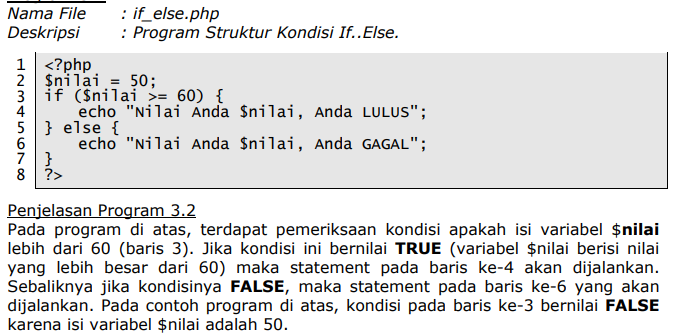 Nama File : if_else.php
Deskripsi : Program Struktur Kondisi If..Else.
1 <?php
2 $nilai = 50;
3 if ($nilai >= 60) {
4 echo "Nilai Anda $nilai, Anda LULUS";
5 } else {
6 echo "Nilai Anda $nilai, Anda GAGAL";
7 }
8 ?>
Penjelasan Program 3.2
Pada program di atas, terdapat pemeriksaan kondisi apakah isi variabel $nilai
lebih dari 60 (baris 3). Jika kondisi ini bernilai TRUE (variabel $nilai berisi nilai
yang lebih besar dari 60) maka statement pada baris ke-4 akan dijalankan.
Sebaliknya jika kondisinya FALSE, maka statement pada baris ke-6 yang akan
dijalankan. Pada contoh program di atas, kondisi pada baris ke-3 bernilai FALSE
karena isi variabel $nilai adalah 50.